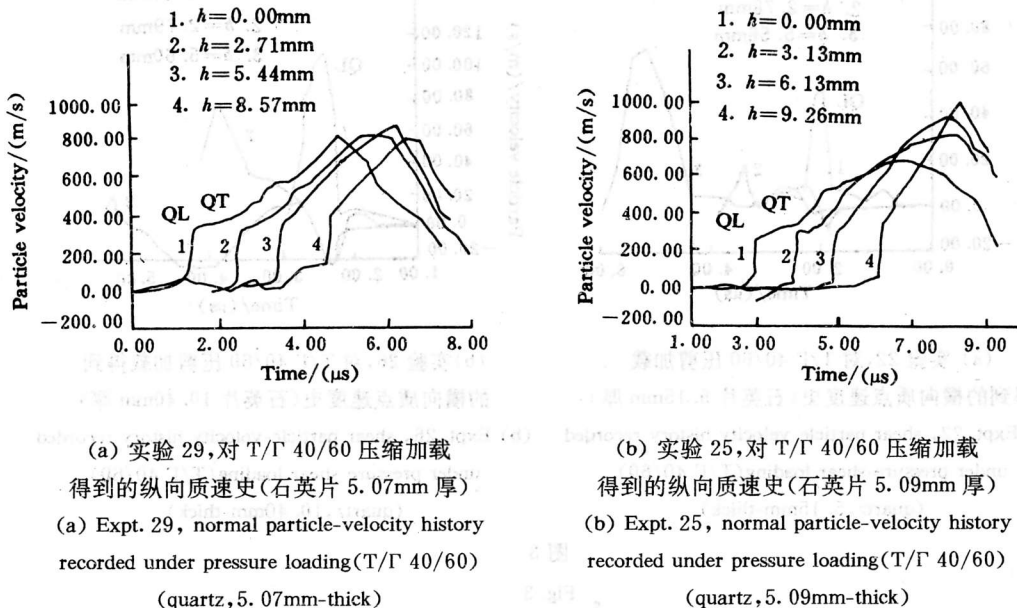 1. h=0.00mm
2. h=2.71mm
3. h=5.44mm
4. h=8.57mm
1000.00
800.00
600.00
400.00
200.00
0.00
−200.00
Particle velocity/(m/s)
QL
QT
1
2
3
4
0.00
2.00
4.00
6.00
8.00
Time/(μs)
(a) 实验 29,对 T/Γ 40/60 压缩加载
得到的纵向质速史(石英片 5.07mm 厚)
(a) Expt. 29, normal particle-velocity history
recorded under pressure loading(T/Γ 40/60)
(quartz,5.07mm-thick)
1. h=0.00mm
2. h=3.13mm
3. h=6.13mm
4. h=9.26mm
1000.00
800.00
600.00
400.00
200.00
0.00
−200.00
Particle velocity/(m/s)
QL
QT
1
2
3
4
1.00
3.00
5.00
7.00
9.00
Time/(μs)
(b) 实验 25,对 T/Γ 40/60 压缩加载
得到的纵向质速史(石英片 5.09mm 厚)
(b) Expt. 25, normal particle-velocity history
recorded under pressure loading(T/Γ 40/60)
(quartz,5.09mm-thick)